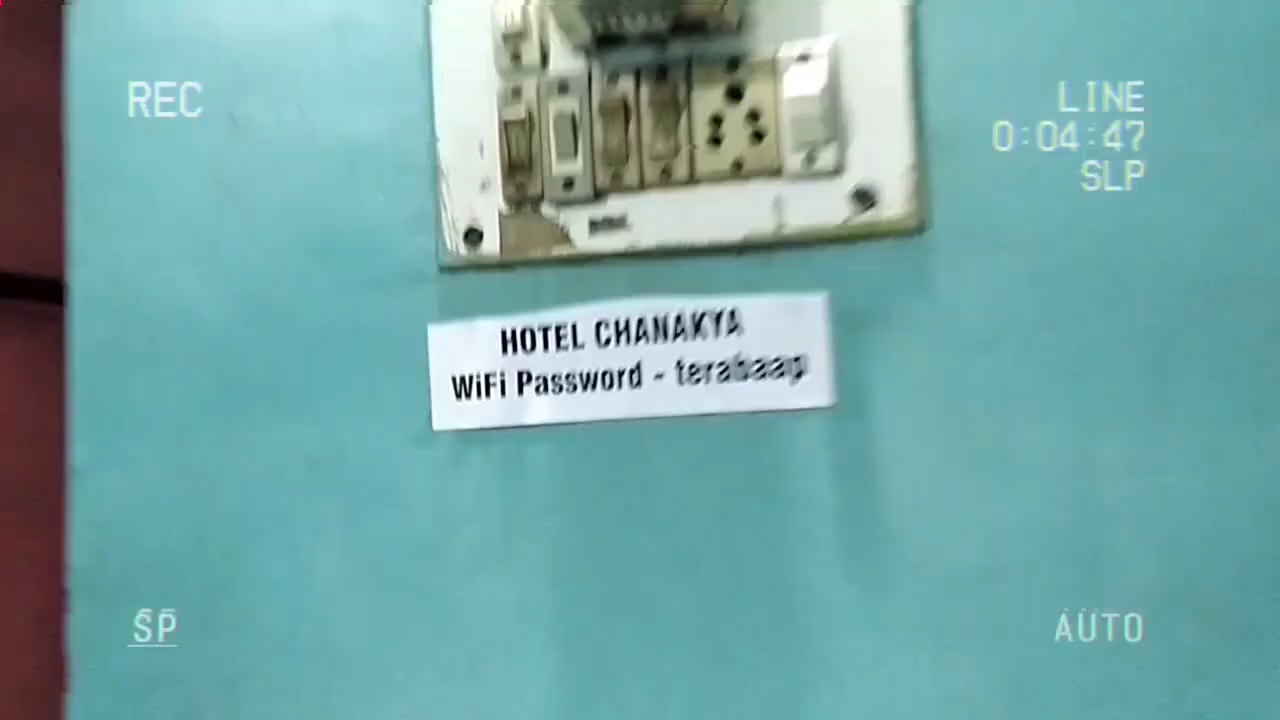 REC
LINE
0:04:47
SLP
HOTEL CHANAKYA
WiFi Password - terabaap
SP
AUTO